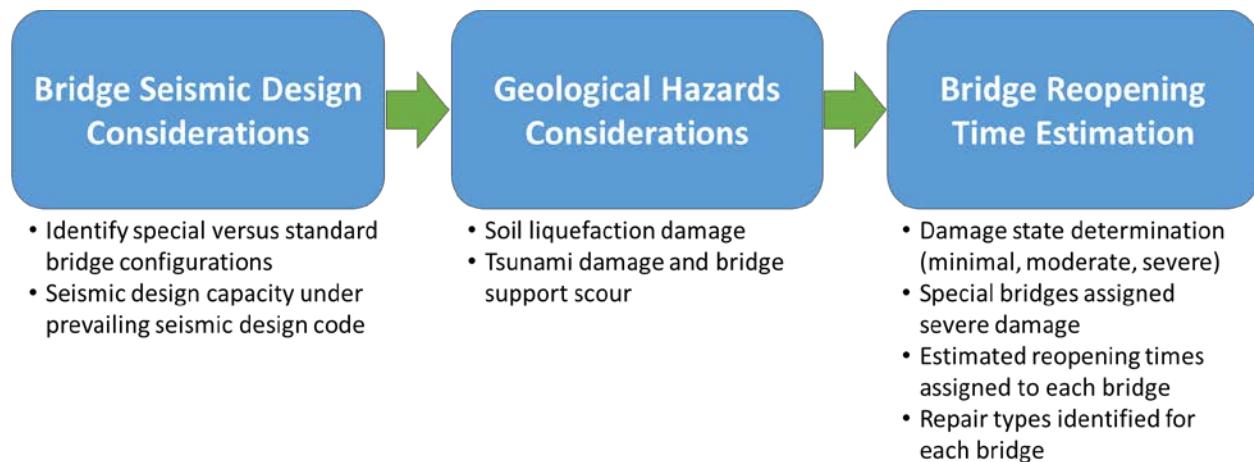 Bridge Seismic Design
Considerations
• Identify special versus standard
bridge configurations
• Seismic design capacity under
prevailing seismic design code
Geological Hazards
Considerations
• Soil liquefaction damage
• Tsunami damage and bridge
support scour
Bridge Reopening
Time Estimation
• Damage state determination
(minimal, moderate, severe)
• Special bridges assigned
severe damage
• Estimated reopening times
assigned to each bridge
• Repair types identified for
each bridge